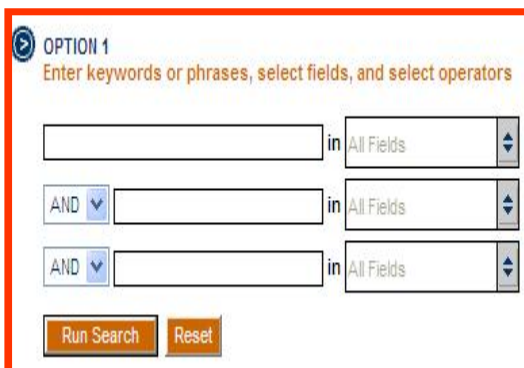 OPTION 1
Enter keywords or phrases, select fields, and select operators
in All Fields
AND in All Fields
AND in All Fields
Run Search Reset